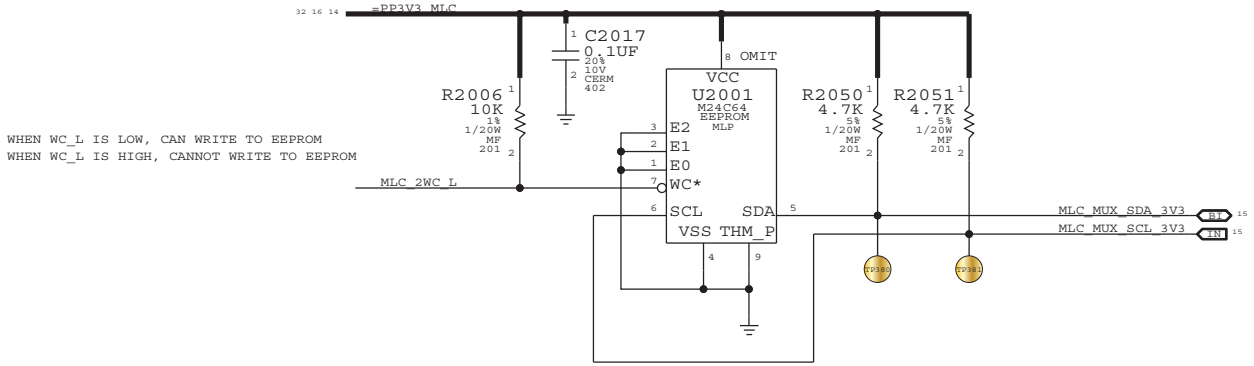 32 16 14
=PP3V3_MLC
1
C2017
0.1UF
20%
10V
CERM
402
2
8 OMIT
VCC
U2001
M24C64
EEPROM
MLP
R2006 1
10K
1%
1/20W
MF
201 2
R2050 1
4.7K
5%
1/20W
MF
201 2
R2051 1
4.7K
5%
1/20W
MF
201 2
WHEN WC_L IS LOW, CAN WRITE TO EEPROM
WHEN WC_L IS HIGH, CANNOT WRITE TO EEPROM
3 E2
2 E1
1 E0
MLC_2WC_L
7 WC*
6 SCL
SDA 5
VSS THM_P
4
9
MLC_MUX_SDA_3V3
BI
15
MLC_MUX_SCL_3V3
IN
15
TP380
TP381